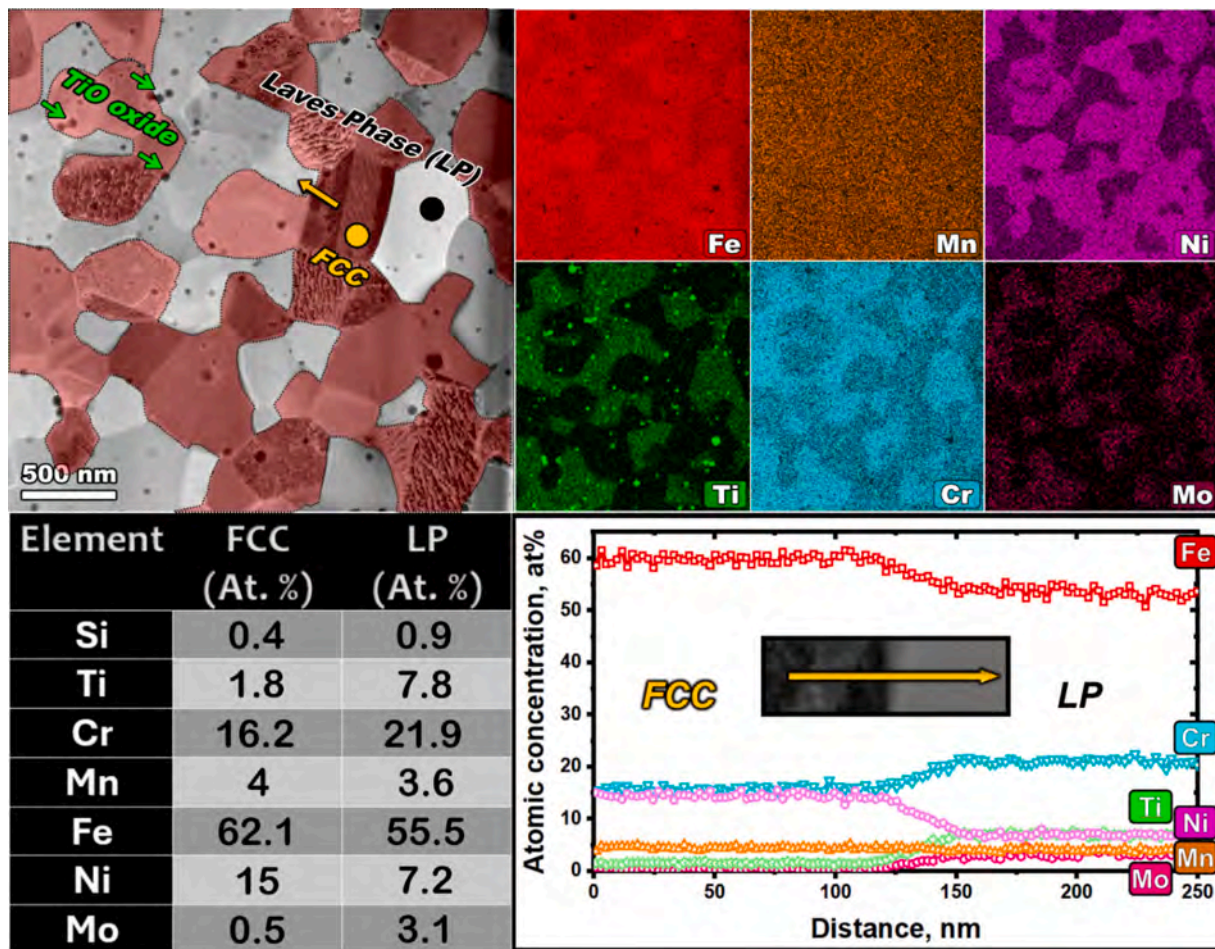 TiO oxide
Laves Phase (LP)
FCC
500 nm
Fe
Mn
Ni
Ti
Cr
Mo
Element FCC (At. %) LP (At. %)
Si 0.4 0.9
Ti 1.8 7.8
Cr 16.2 21.9
Mn 4 3.6
Fe 62.1 55.5
Ni 15 7.2
Mo 0.5 3.1
Atomic concentration, at%
60
50
40
30
20
10
0
FCC
LP
Fe
Cr
Ti
Ni
Mn
Mo
0 50 100 150 200 250
Distance, nm